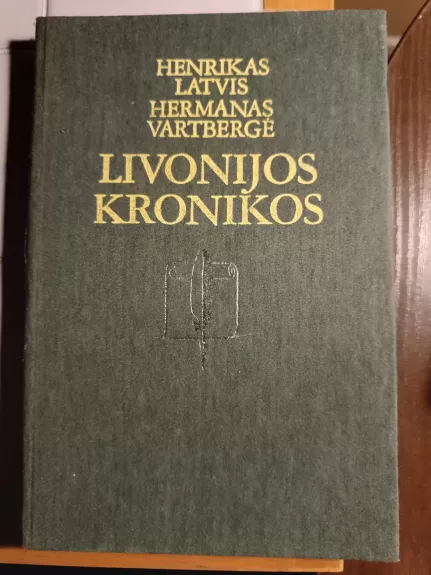 HENRIKAS
LATVIS
HERMANAS
VARTBERGĖ
LIVONIJOS
KRONIKOS